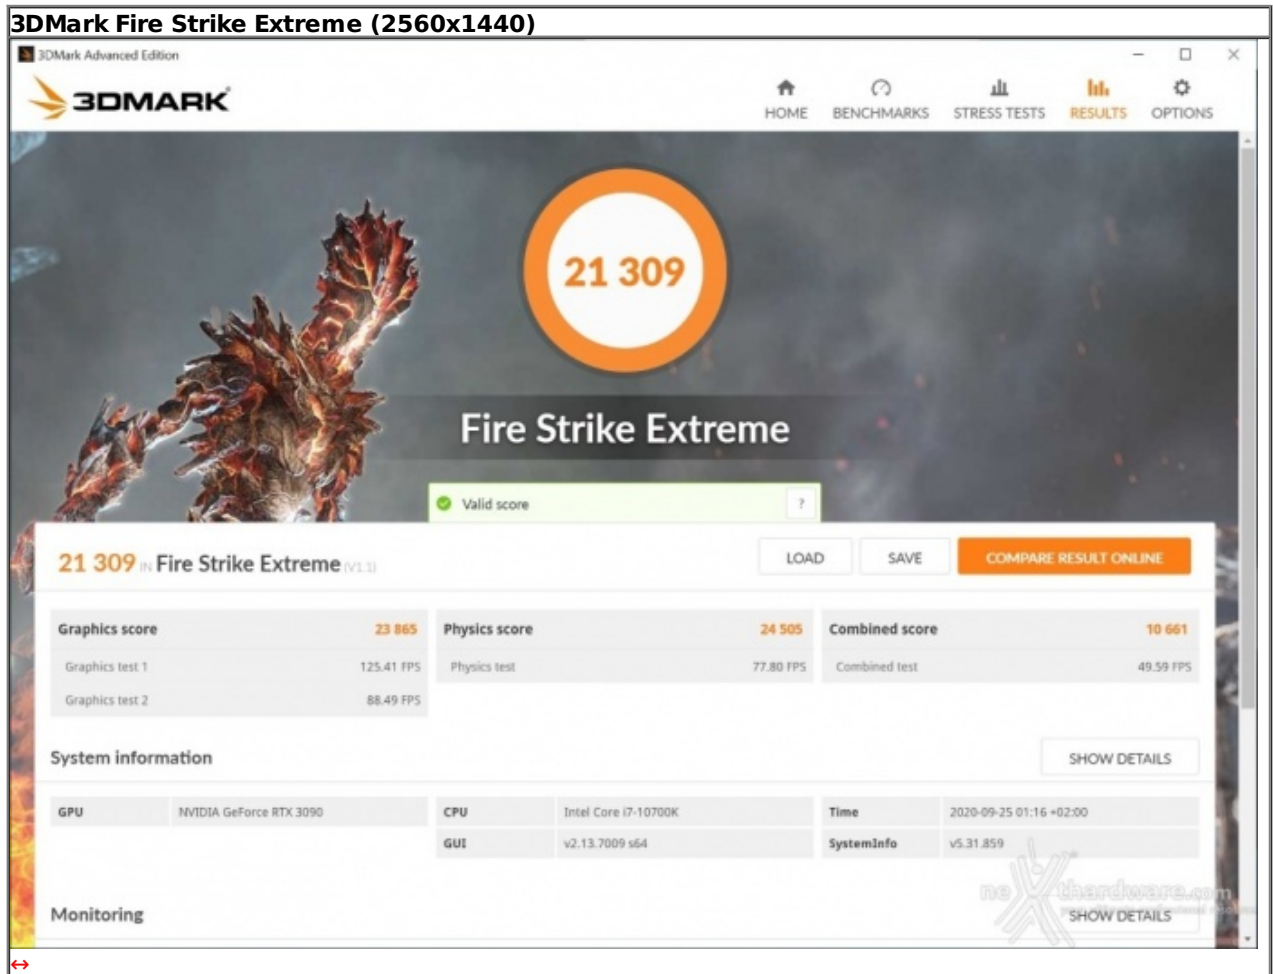 3DMark Fire Strike Extreme (2560x1440)
3DMark Advanced Edition
3DMARK
HOME BENCHMARKS STRESS TESTS RESULTS OPTIONS
21 309
Fire Strike Extreme
Valid score ?
21 309 IN Fire Strike Extreme (V1.1) LOAD SAVE COMPARE RESULT ONLINE
Graphics score 23 865 Physics score 24 505 Combined score 10 661
Graphics test 1 125.41 FPS Physics test 77.80 FPS Combined test 49.59 FPS
Graphics test 2 88.49 FPS
System information SHOW DETAILS
GPU NVIDIA GeForce RTX 3090 CPU Intel Core i7-10700K Time 2020-09-25 01:16 +02:00
GUI v2.13.7009 s64 SystemInfo v5.31.859
nexthardware.com
Monitoring SHOW DETAILS